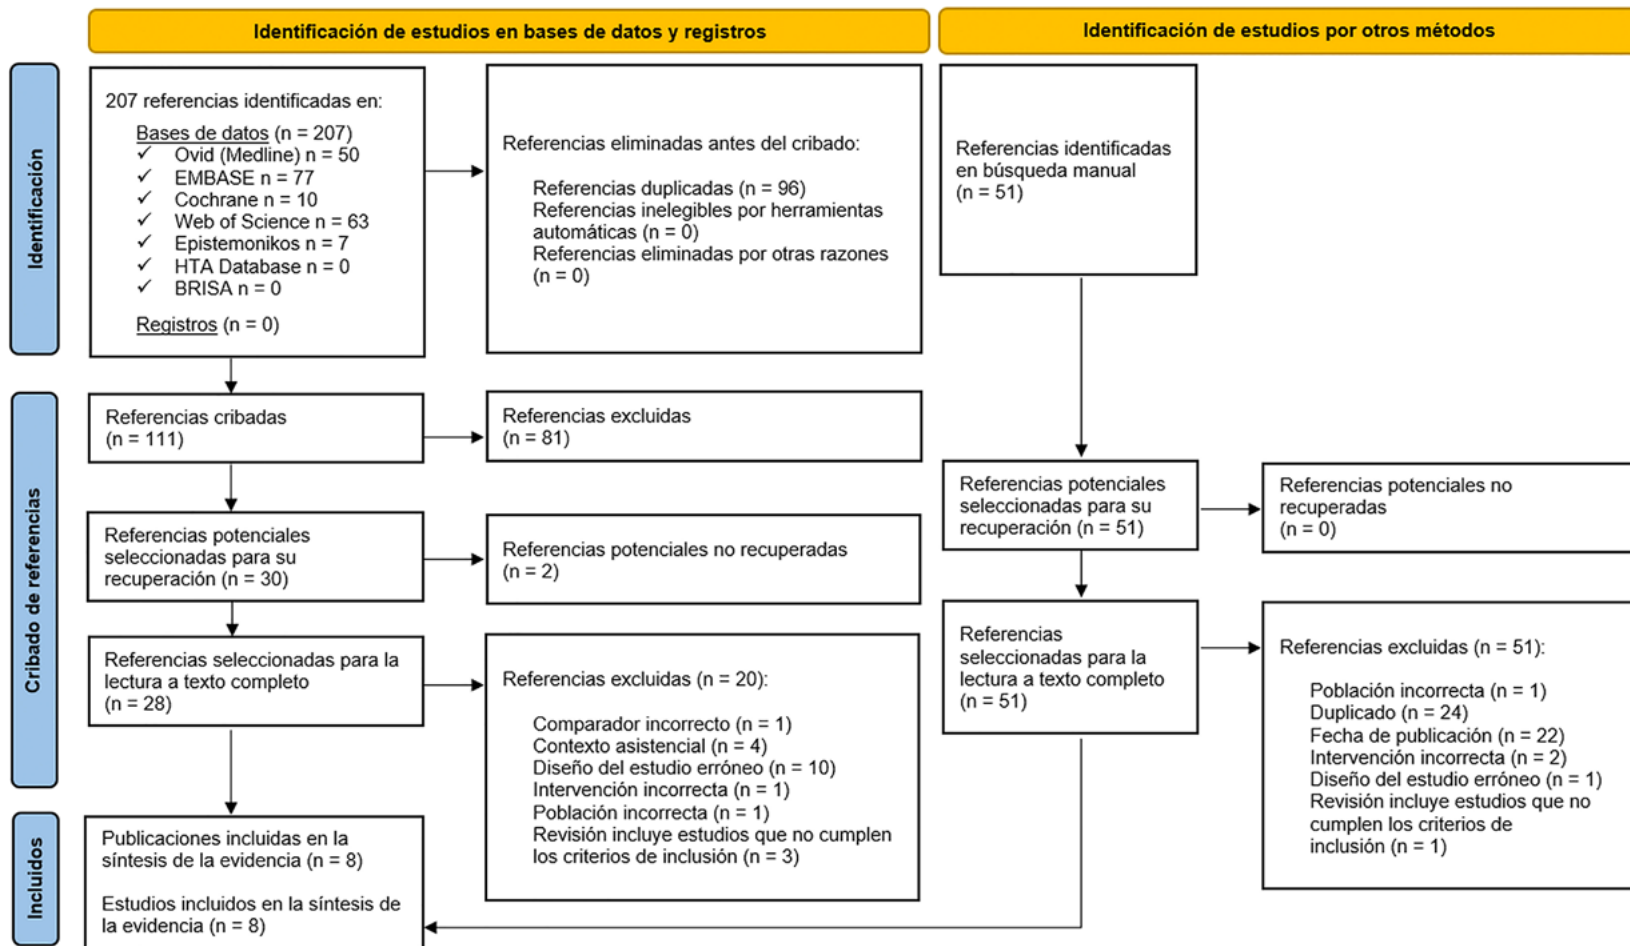 Identificación de estudios en bases de datos y registros
Identificación de estudios por otros métodos
Identificación
207 referencias identificadas en:
Bases de datos (n = 207)
✓ Ovid (Medline) n = 50
✓ EMBASE n = 77
✓ Cochrane n = 10
✓ Web of Science n = 63
✓ Epistemonikos n = 7
✓ HTA Database n = 0
✓ BRISA n = 0
Registros (n = 0)
Referencias eliminadas antes del cribado:
Referencias duplicadas (n = 96)
Referencias inelegibles por herramientas
automáticas (n = 0)
Referencias eliminadas por otras razones
(n = 0)
Referencias identificadas
en búsqueda manual
(n = 51)
Cribado de referencias
Referencias cribadas
(n = 111)
Referencias excluidas
(n = 81)
Referencias potenciales
seleccionadas para su
recuperación (n = 30)
Referencias potenciales no recuperadas
(n = 2)
Referencias potenciales
seleccionadas para su
recuperación (n = 51)
Referencias potenciales no
recuperadas
(n = 0)
Referencias seleccionadas para la
lectura a texto completo
(n = 28)
Referencias excluidas (n = 20):
Comparador incorrecto (n = 1)
Contexto asistencial (n = 4)
Diseño del estudio erróneo (n = 10)
Intervención incorrecta (n = 1)
Población incorrecta (n = 1)
Revisión incluye estudios que no cumplen
los criterios de inclusión (n = 3)
Referencias
seleccionadas para la
lectura a texto completo
(n = 51)
Referencias excluidas (n = 51):
Población incorrecta (n = 1)
Duplicado (n = 24)
Fecha de publicación (n = 22)
Intervención incorrecta (n = 2)
Diseño del estudio erróneo (n = 1)
Revisión incluye estudios que no
cumplen los criterios de
inclusión (n = 1)
Incluidos
Publicaciones incluidas en la
síntesis de la evidencia (n = 8)
Estudios incluidos en la síntesis de
la evidencia (n = 8)